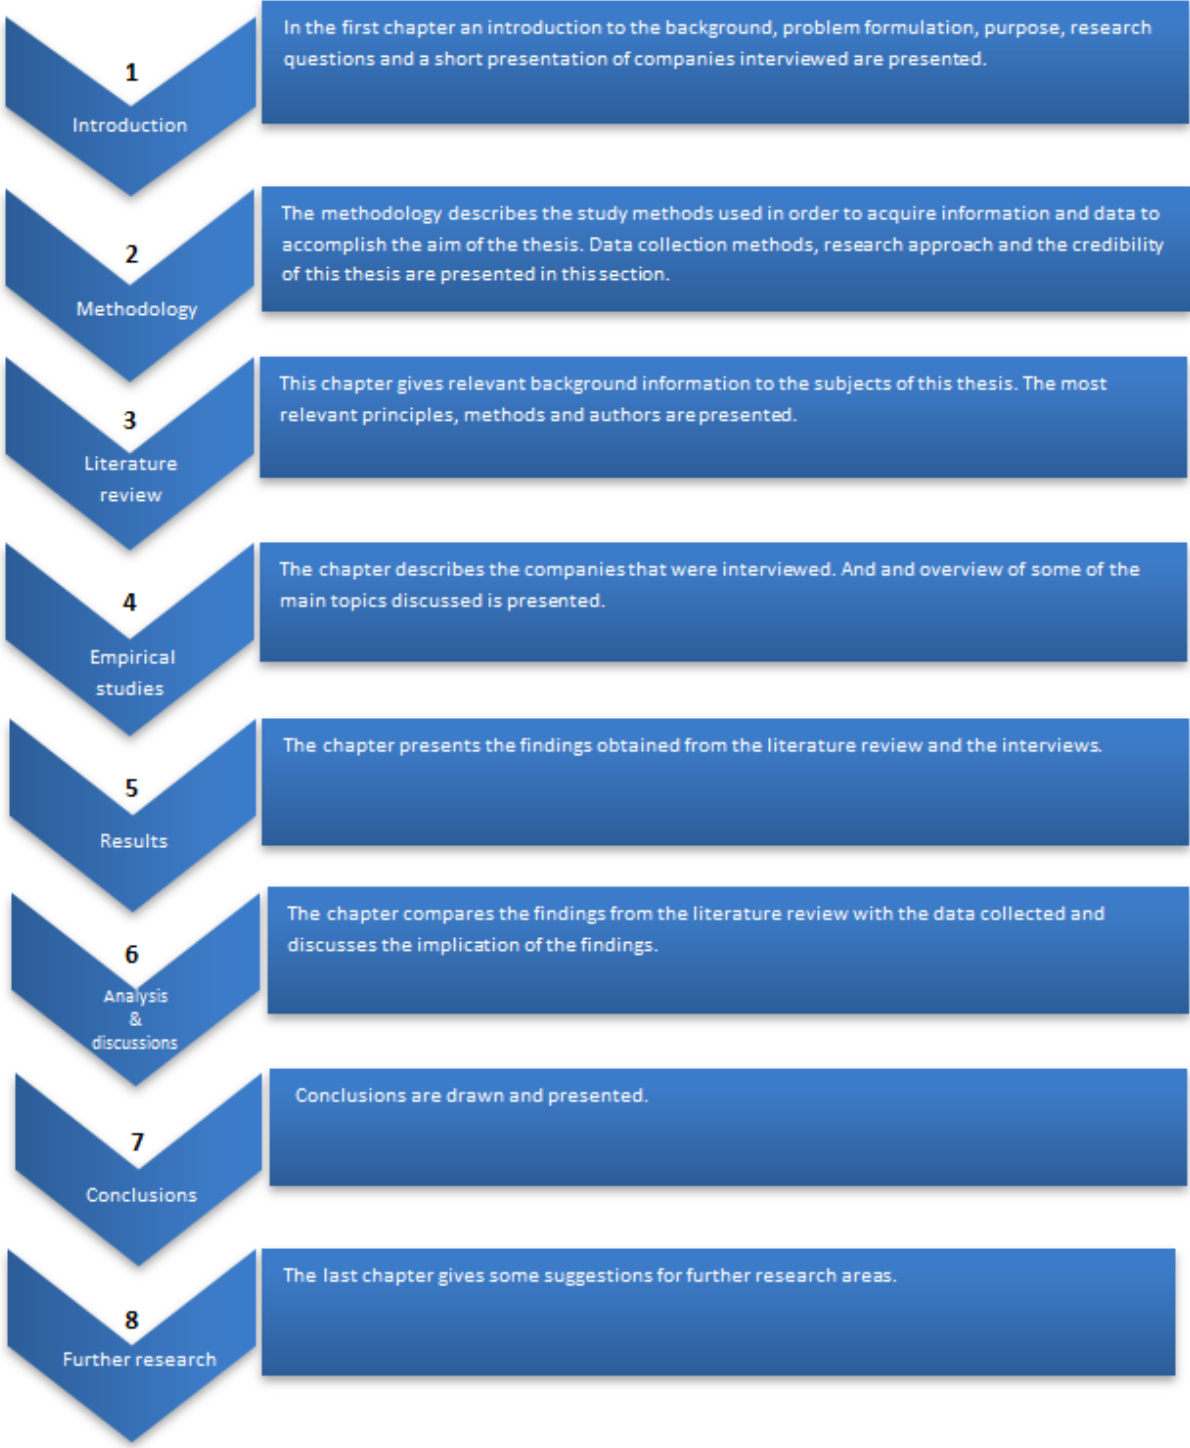 1
Introduction
In the first chapter an introduction to the background, problem formulation, purpose, research
questions and a short presentation of companies interviewed are presented.
2
Methodology
The methodology describes the study methods used in order to acquire information and data to
accomplish the aim of the thesis. Data collection methods, research approach and the credibility
of this thesis are presented in this section.
3
Literature
review
This chapter gives relevant background information to the subjects of this thesis. The most
relevant principles, methods and authors are presented.
4
Empirical
studies
The chapter describes the companies that were interviewed. And and overview of some of the
main topics discussed is presented.
5
Results
The chapter presents the findings obtained from the literature review and the interviews.
6
Analysis
&
discussions
The chapter compares the findings from the literature review with the data collected and
discusses the implication of the findings.
7
Conclusions
Conclusions are drawn and presented.
8
Further research
The last chapter gives some suggestions for further research areas.